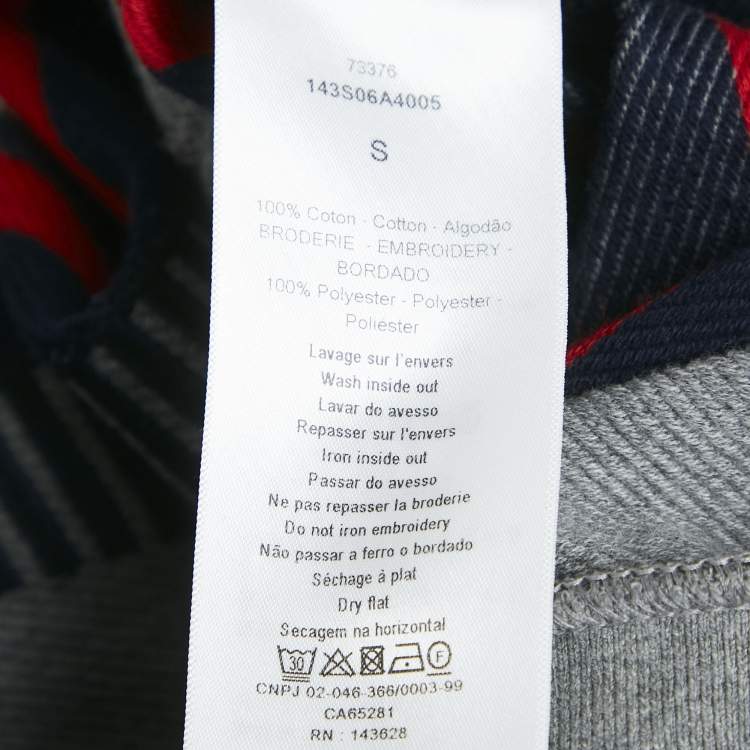 73376
143S06A4005
S
100% Coton - Cotton - Algodão
BRODERIE - EMBROIDERY -
BORDADO
100% Polyester - Polyester -
Poliéster
Lavage sur l'envers
Wash inside out
Lavar do avesso
Repasser sur l'envers
Iron inside out
Passar do avesso
Ne pas repasser la broderie
Do not iron embroidery
Não passar a ferro o bordado
Séchage à plat
Dry flat
Secagem na horizontal
30 F
CNPJ 02-046-366/0003-99
CA65281
RN : 143628